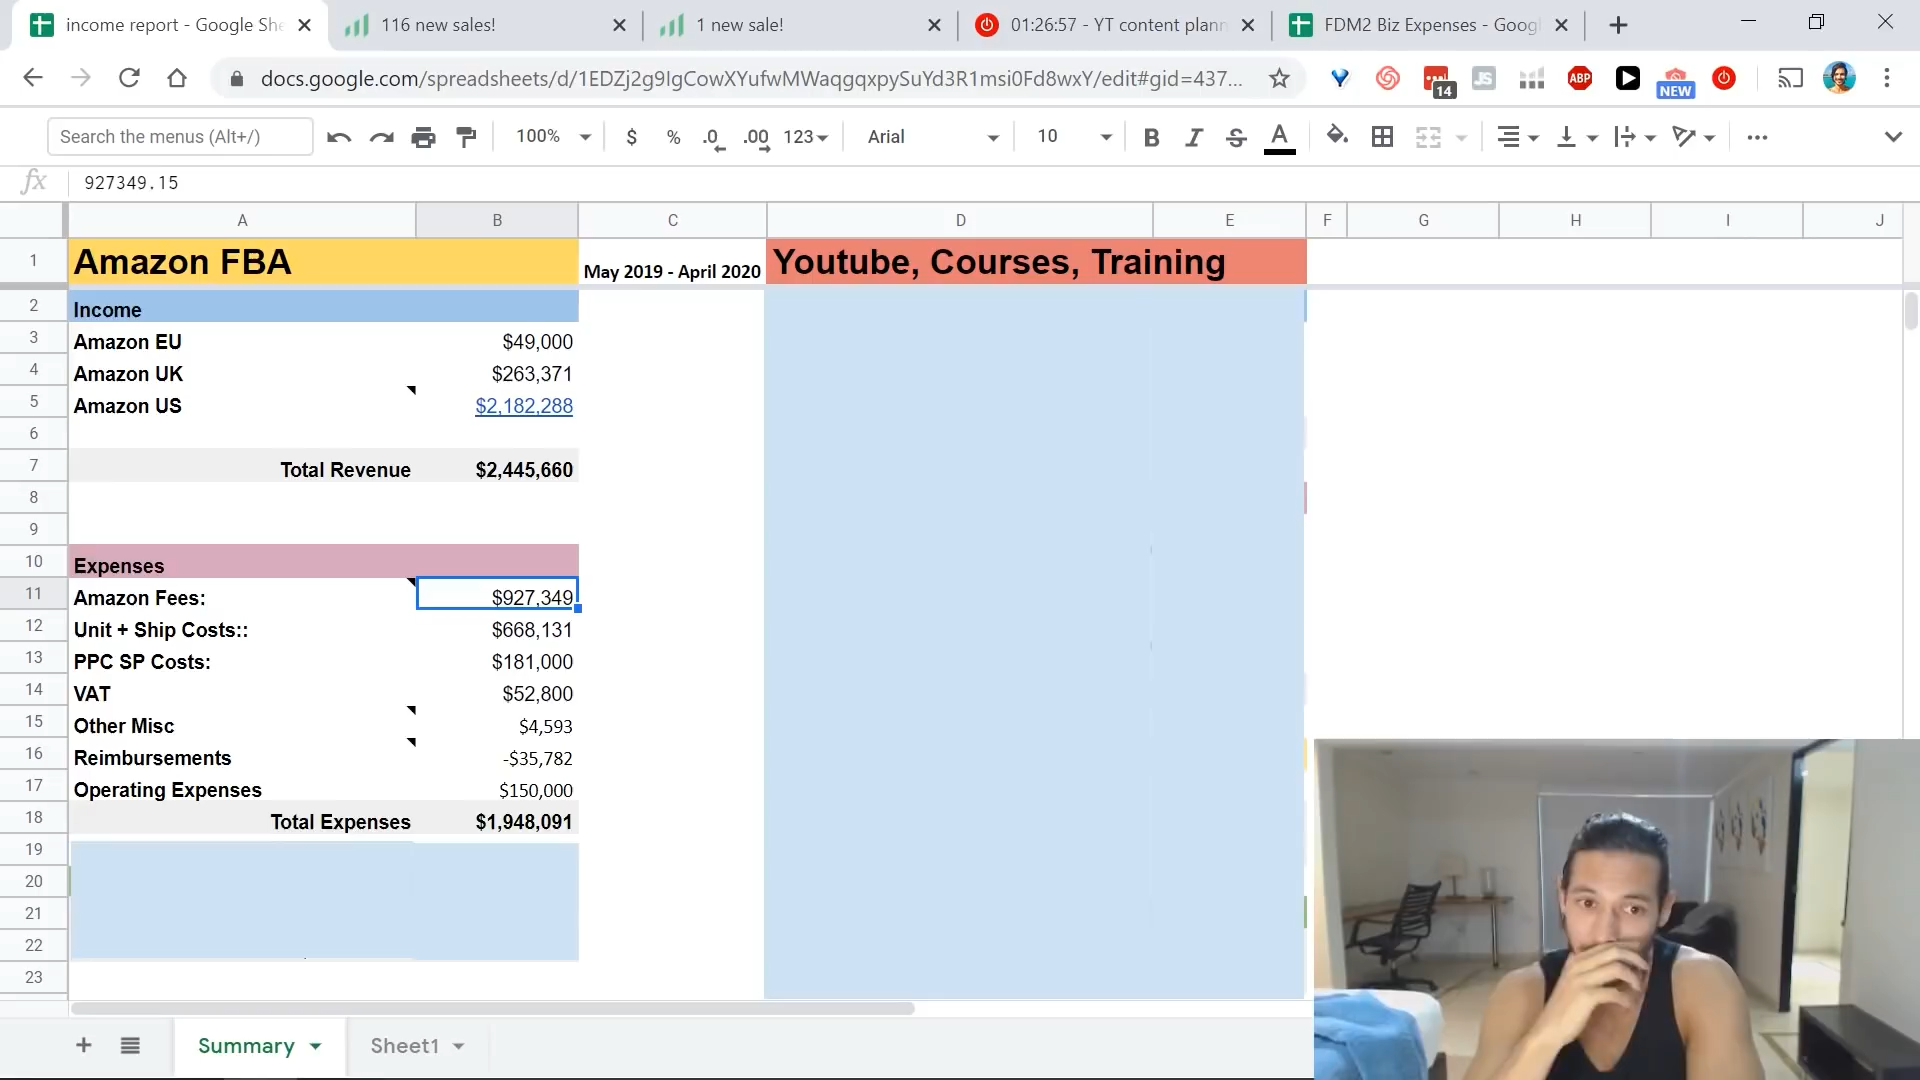 income report - Google She
116 new sales!
1 new sale!
01:26:57 - YT content plann
FDM2 Biz Expenses - Googl
docs.google.com/spreadsheets/d/1EDZj2g9IgCowXYufwMWaqgqxpySuYd3R1msi0Fd8wxY/edit#gid=437...
14
JS
ABP
NEW
Search the menus (Alt+/)
100%
$
%
.0
.00
123
Arial
10
B
I
S
A
fx
927349.15
A B C D E F G H I J
1 Amazon FBA May 2019 - April 2020 Youtube, Courses, Training
2 Income
3 Amazon EU $49,000
4 Amazon UK $263,371
5 Amazon US $2,182,288
6
7 Total Revenue $2,445,660
8
9
10 Expenses
11 Amazon Fees: $927,349
12 Unit + Ship Costs:: $668,131
13 PPC SP Costs: $181,000
14 VAT $52,800
15 Other Misc $4,593
16 Reimbursements -$35,782
17 Operating Expenses $150,000
18 Total Expenses $1,948,091
19
20
21
22
23
Summary
Sheet1